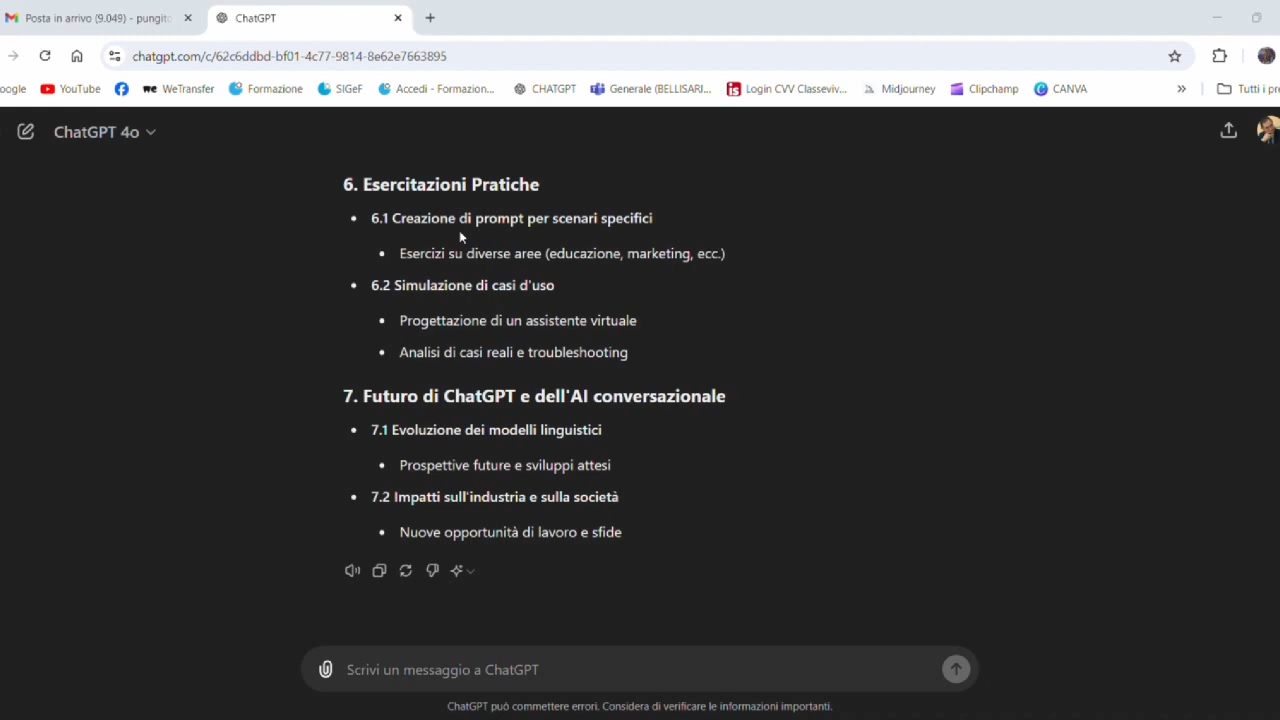 Posta in arrivo (9.049) - pungito
ChatGPT
chatgpt.com/c/62c6ddbd-bf01-4c77-9814-8e62e7663895
oogle YouTube WeTransfer Formazione SIGeF Accedi - Formazion... CHATGPT Generale (BELLISARI... Login CVV Classeviv... Midjourney Clipchamp CANVA » Tutti i pre
ChatGPT 4o
6. Esercitazioni Pratiche
• 6.1 Creazione di prompt per scenari specifici
• Esercizi su diverse aree (educazione, marketing, ecc.)
• 6.2 Simulazione di casi d'uso
• Progettazione di un assistente virtuale
• Analisi di casi reali e troubleshooting
7. Futuro di ChatGPT e dell'AI conversazionale
• 7.1 Evoluzione dei modelli linguistici
• Prospettive future e sviluppi attesi
• 7.2 Impatti sull'industria e sulla società
• Nuove opportunità di lavoro e sfide
Scrivi un messaggio a ChatGPT
ChatGPT può commettere errori. Considera di verificare le informazioni importanti.